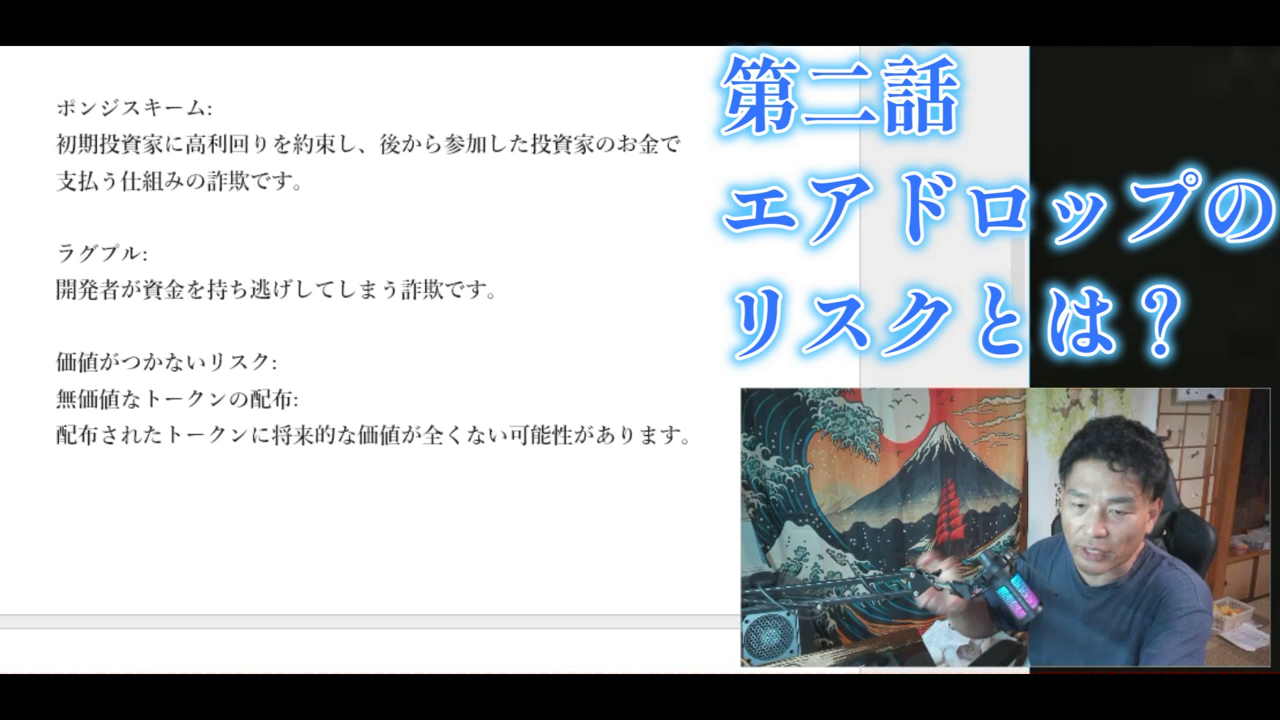 ポンジスキーム:
初期投資家に高利回りを約束し、後から参加した投資家のお金で
支払う仕組みの詐欺です。
ラグプル:
開発者が資金を持ち逃げしてしまう詐欺です。
価値がつかないリスク:
無価値なトークンの配布:
配布されたトークンに将来的な価値が全くない可能性があります。
第二話
エアドロップの
リスクとは？